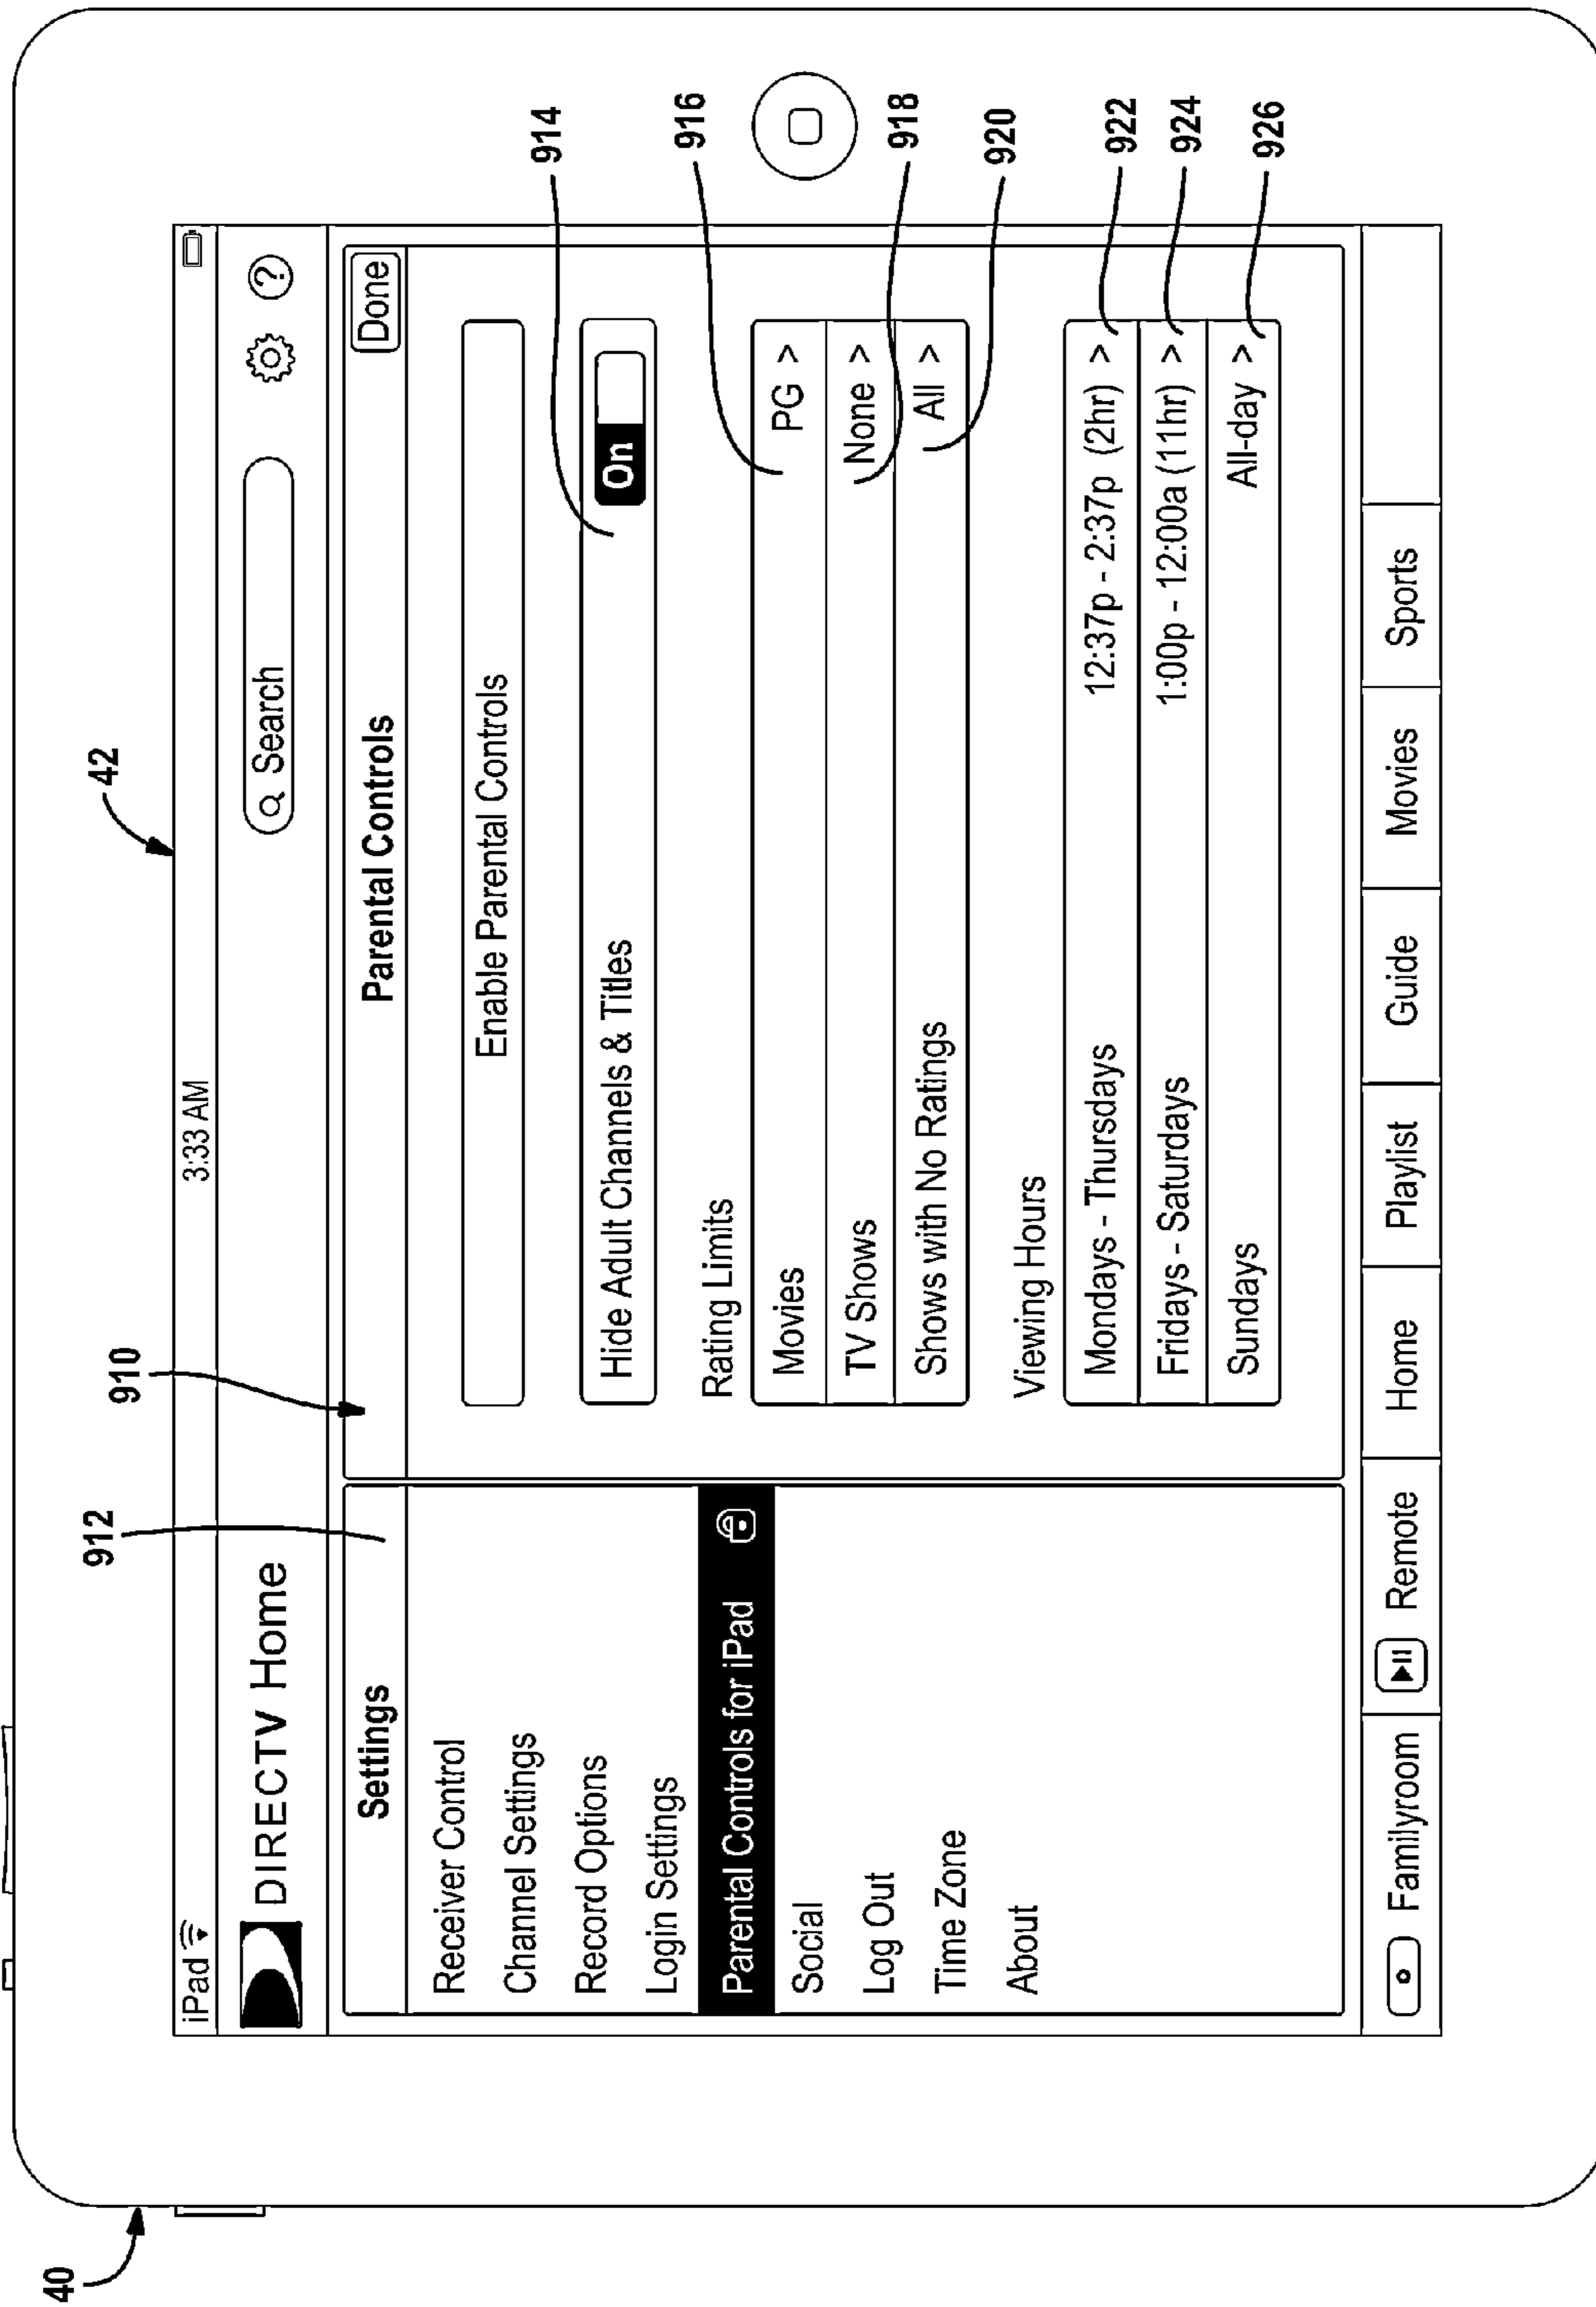 40
42
iPad 3:33 AM
DIRECTV Home
Search
?
912
910
Settings
Receiver Control
Channel Settings
Record Options
Login Settings
Parental Controls for iPad
Social
Log Out
Time Zone
About
Parental Controls
Done
Enable Parental Controls
Hide Adult Channels & Titles On
914
Rating Limits
Movies PG >
916
TV Shows None >
918
Shows with No Ratings All >
920
Viewing Hours
Mondays - Thursdays 12:37p - 2:37p (2hr) >
922
Fridays - Saturdays 1:00p - 12:00a (11hr) >
924
Sundays All-day >
926
Familyroom Remote Home Playlist Guide Movies Sports